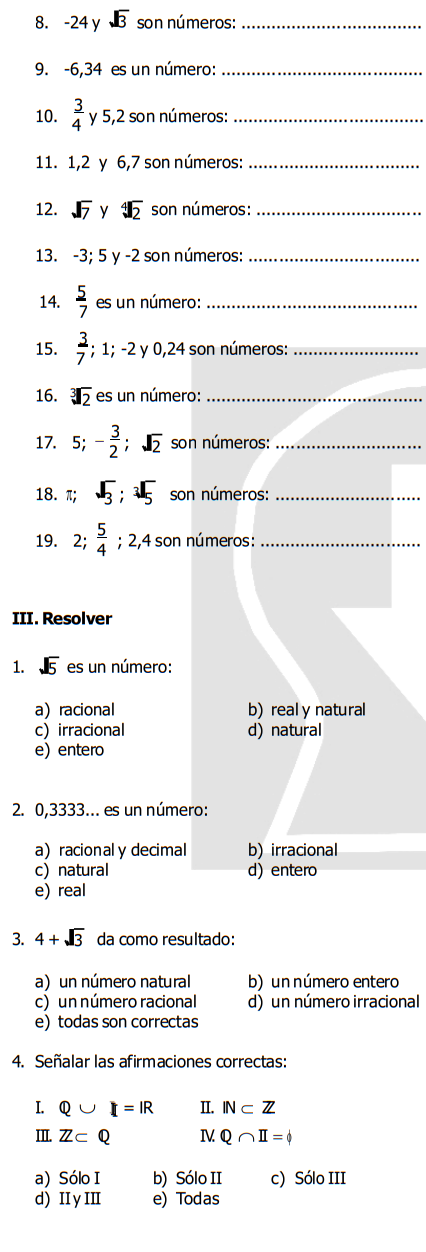 8. -24 y √3 son números: ....................................
9. -6,34 es un número: ........................................
10. 3/4 y 5,2 son números: ......................................
11. 1,2 y 6,7 son números: ..................................
12. √7 y ∜2 son números: .................................
13. -3; 5 y -2 son números: ..................................
14. 5/7 es un número: ..........................................
15. 3/7; 1; -2 y 0,24 son números: .........................
16. ∛2 es un número: ...........................................
17. 5; −3/2; √2 son números: .............................
18. π; √3; ∛5 son números: .............................
19. 2; 5/4 ; 2,4 son números: ................................
III. Resolver
1. √5 es un número:
a) racional b) real y natural
c) irracional d) natural
e) entero
2. 0,3333... es un número:
a) racional y decimal b) irracional
c) natural d) entero
e) real
3. 4 + √3 da como resultado:
a) un número natural b) un número entero
c) un número racional d) un número irracional
e) todas son correctas
4. Señalar las afirmaciones correctas:
I. ℚ ∪ 𝕀 = ℝ II. ℕ ⊂ ℤ
III. ℤ ⊂ ℚ IV. ℚ ∩ 𝕀 = ϕ
a) Sólo I b) Sólo II c) Sólo III
d) II y III e) Todas